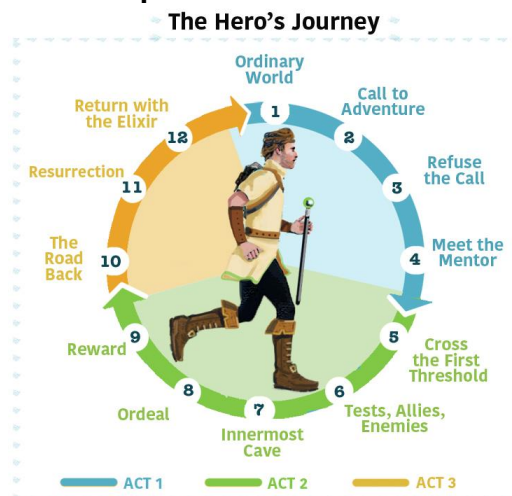 The Hero's Journey
Ordinary
World
1
Call to
Adventure
2
Refuse
the Call
3
Meet the
Mentor
4
Cross
the First
Threshold
5
Tests, Allies,
Enemies
6
Innermost
Cave
7
Ordeal
8
Reward
9
The
Road
Back
10
Resurrection
11
Return with
the Elixir
12
ACT 1
ACT 2
ACT 3